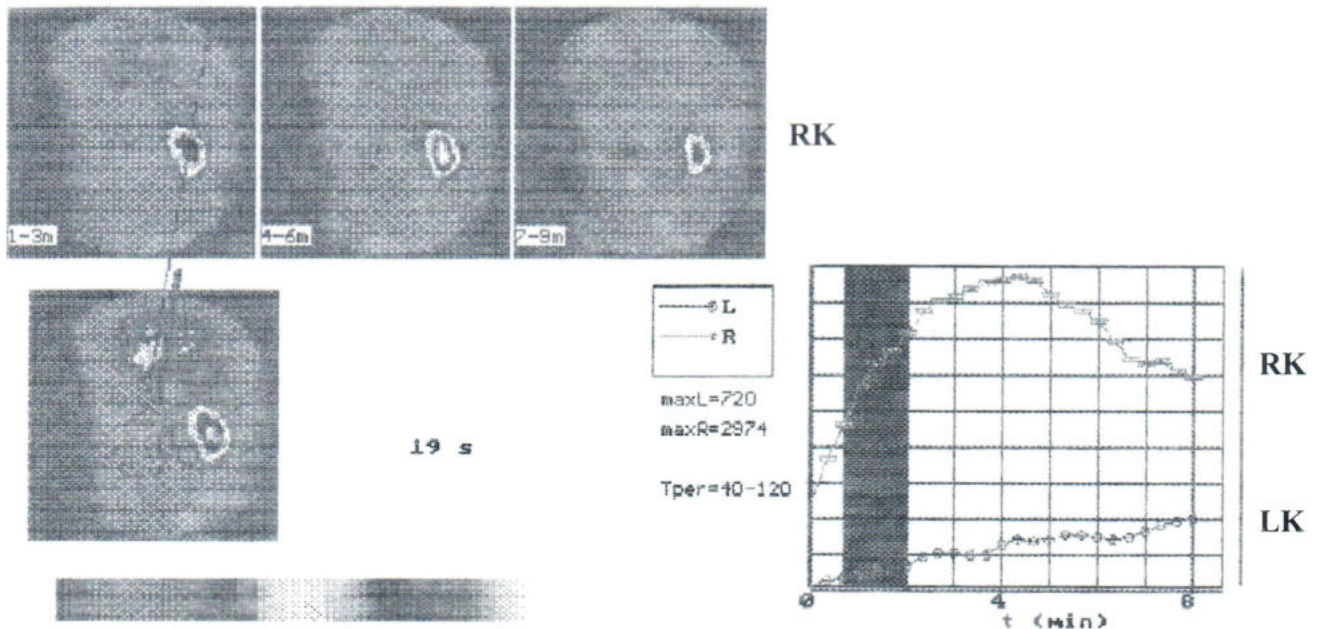 1-3m
4-6m
7-9m
RK
19 s
L
R
maxL=720
maxR=2974
Tper=40-120
RK
LK
0 4 8
t (мин)